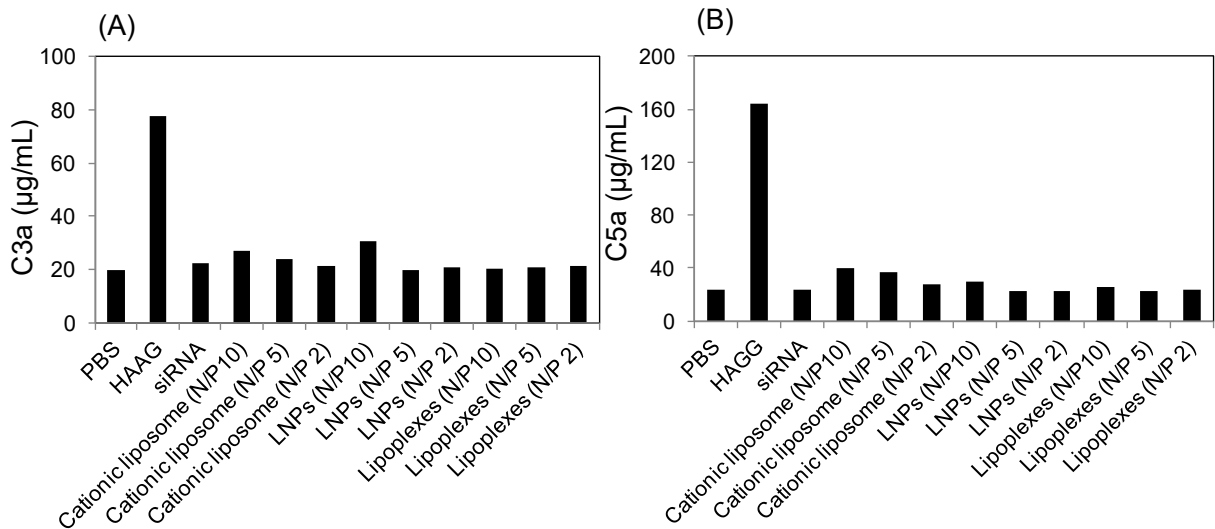 (A)
C3a (µg/mL)
100
80
60
40
20
0
PBS
HAAG
siRNA
Cationic liposome (N/P10)
Cationic liposome (N/P 5)
Cationic liposome (N/P 2)
LNPs (N/P10)
LNPs (N/P 5)
LNPs (N/P 2)
Lipoplexes (N/P10)
Lipoplexes (N/P 5)
Lipoplexes (N/P 2)
(B)
C5a (µg/mL)
200
160
120
80
40
0
PBS
HAGG
siRNA
Cationic liposome (N/P10)
Cationic liposome (N/P 5)
Cationic liposome (N/P 2)
LNPs (N/P10)
LNPs (N/P 5)
LNPs (N/P 2)
Lipoplexes (N/P10)
Lipoplexes (N/P 5)
Lipoplexes (N/P 2)